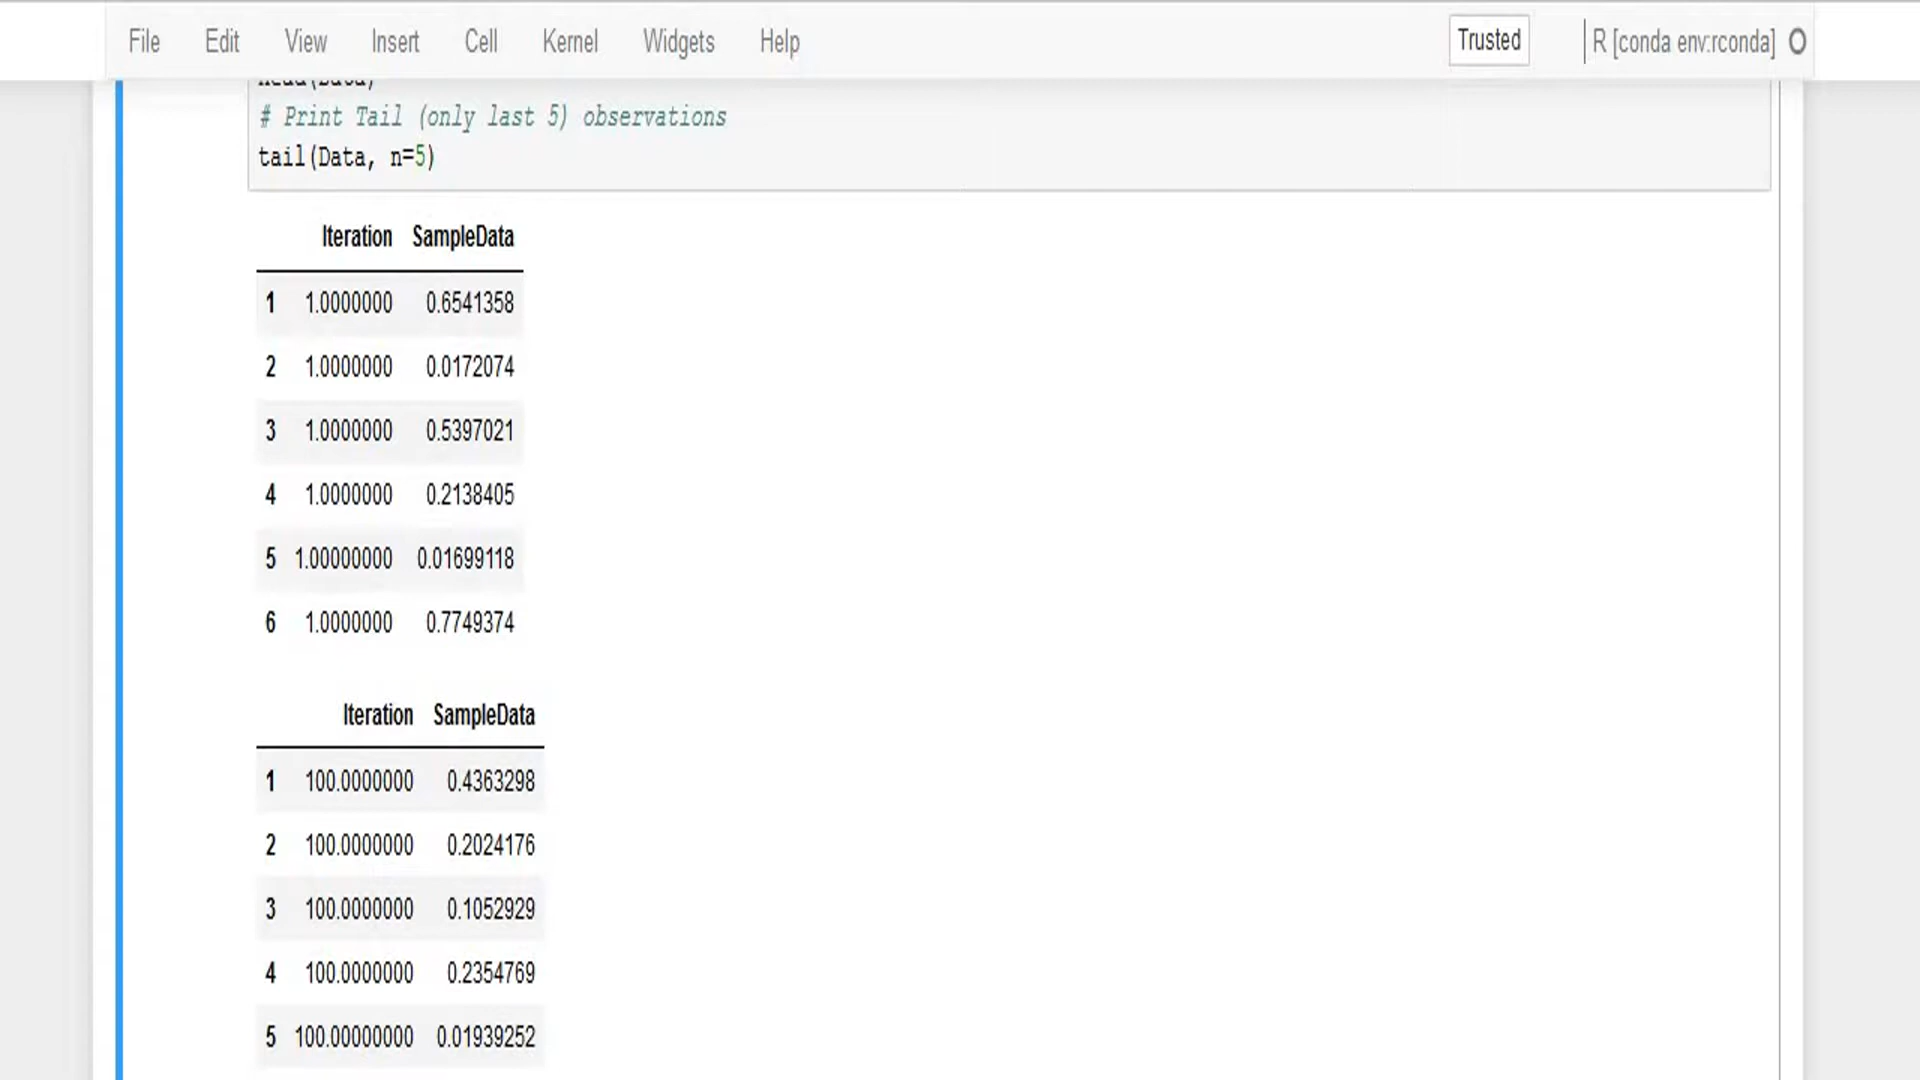 File Edit View Insert Cell Kernel Widgets Help Trusted R [conda env:rconda]
head(Data)
# Print Tail (only last 5) observations
tail(Data, n=5)
Iteration SampleData
1 1.0000000 0.6541358
2 1.0000000 0.0172074
3 1.0000000 0.5397021
4 1.0000000 0.2138405
5 1.00000000 0.01699118
6 1.0000000 0.7749374
Iteration SampleData
1 100.0000000 0.4363298
2 100.0000000 0.2024176
3 100.0000000 0.1052929
4 100.0000000 0.2354769
5 100.00000000 0.01939252